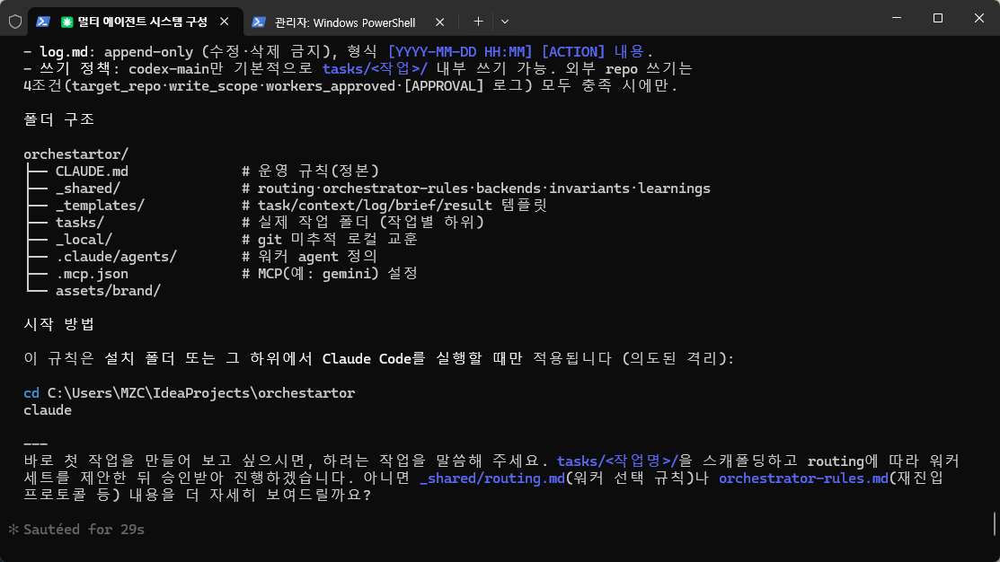 멀티 에이전트 시스템 구성
관리자: Windows PowerShell
- log.md: append-only (수정·삭제 금지), 형식 [YYYY-MM-DD HH:MM] [ACTION] 내용.
- 쓰기 정책: codex-main만 기본적으로 tasks/<작업>/ 내부 쓰기 가능. 외부 repo 쓰기는
4조건(target_repo·write_scope·workers_approved·[APPROVAL] 로그) 모두 충족 시에만.
폴더 구조
orchestartor/
├── CLAUDE.md # 운영 규칙(정본)
├── _shared/ # routing·orchestrator-rules·backends·invariants·learnings
├── _templates/ # task/context/log/brief/result 템플릿
├── tasks/ # 실제 작업 폴더 (작업별 하위)
├── _local/ # git 미추적 로컬 교훈
├── .claude/agents/ # 워커 agent 정의
├── .mcp.json # MCP(예: gemini) 설정
└── assets/brand/
시작 방법
이 규칙은 설치 폴더 또는 그 하위에서 Claude Code를 실행할 때만 적용됩니다 (의도된 격리):
cd C:\Users\MZC\IdeaProjects\orchestartor
claude
---
바로 첫 작업을 만들어 보고 싶으시면, 하려는 작업을 말씀해 주세요. tasks/<작업명>/을 스캐폴딩하고 routing에 따라 워커
세트를 제안한 뒤 승인받아 진행하겠습니다. 아니면 _shared/routing.md(워커 선택 규칙)나 orchestrator-rules.md(재진입
프로토콜 등) 내용을 더 자세히 보여드릴까요?
✻ Sautéed for 29s